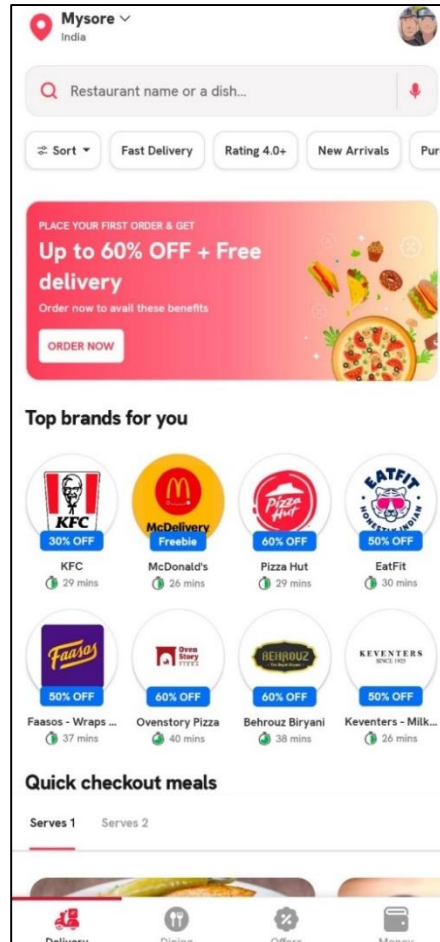 Mysore
India
Restaurant name or a dish...
Sort
Fast Delivery
Rating 4.0+
New Arrivals
Pur
PLACE YOUR FIRST ORDER & GET
Up to 60% OFF + Free
delivery
Order now to avail these benefits
ORDER NOW
Top brands for you
KFC
30% OFF
KFC
29 mins
McDelivery
Freebie
McDonald's
26 mins
Pizza
Hut
60% OFF
Pizza Hut
29 mins
EATFIT
HONESTLY INDIAN
50% OFF
EatFit
30 mins
Faasos
50% OFF
Faasos - Wraps ...
37 mins
Oven
Story
PIZZA
60% OFF
Ovenstory Pizza
40 mins
BEHROUZ
60% OFF
Behrouz Biryani
38 mins
KEVENTERS
SINCE 1925
50% OFF
Keventers - Milk...
26 mins
Quick checkout meals
Serves 1
Serves 2
Delivery
Dining
Offers
Money